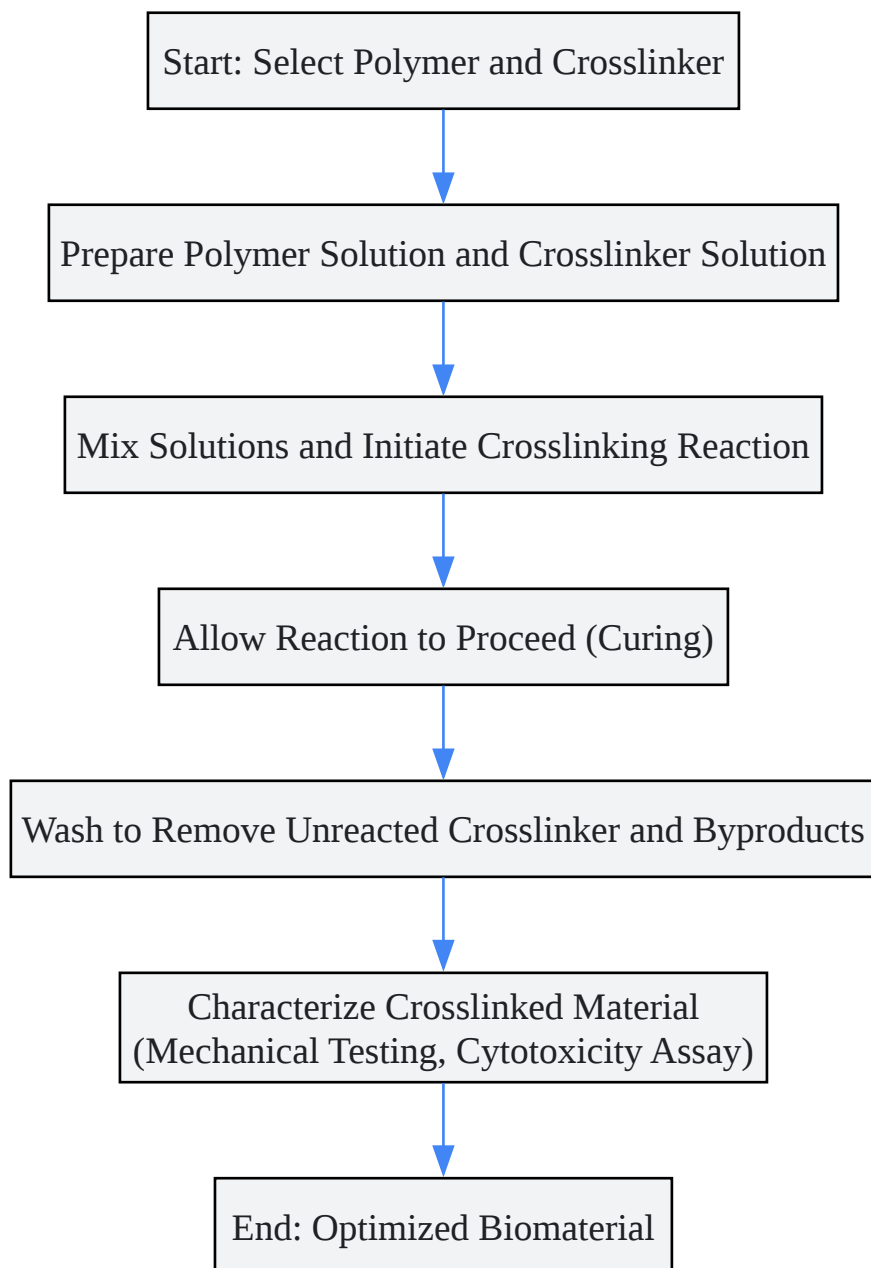 Start: Select Polymer and Crosslinker
Prepare Polymer Solution and Crosslinker Solution
Mix Solutions and Initiate Crosslinking Reaction
Allow Reaction to Proceed (Curing)
Wash to Remove Unreacted Crosslinker and Byproducts
Characterize Crosslinked Material
(Mechanical Testing, Cytotoxicity Assay)
End: Optimized Biomaterial